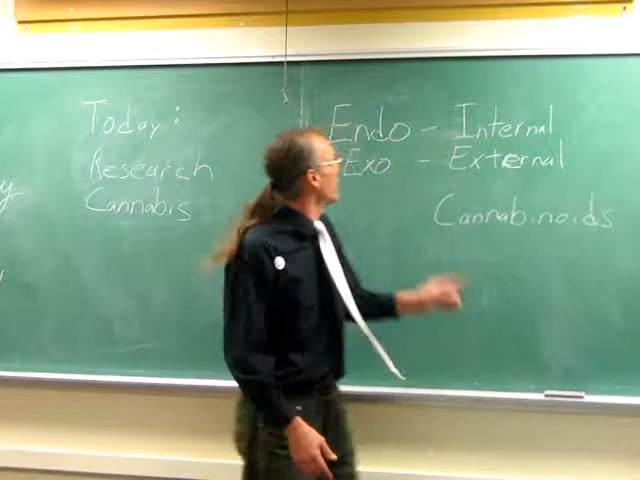 Today:
Research
Cannabis
Endo - Internal
Exo - External
Cannabinoids